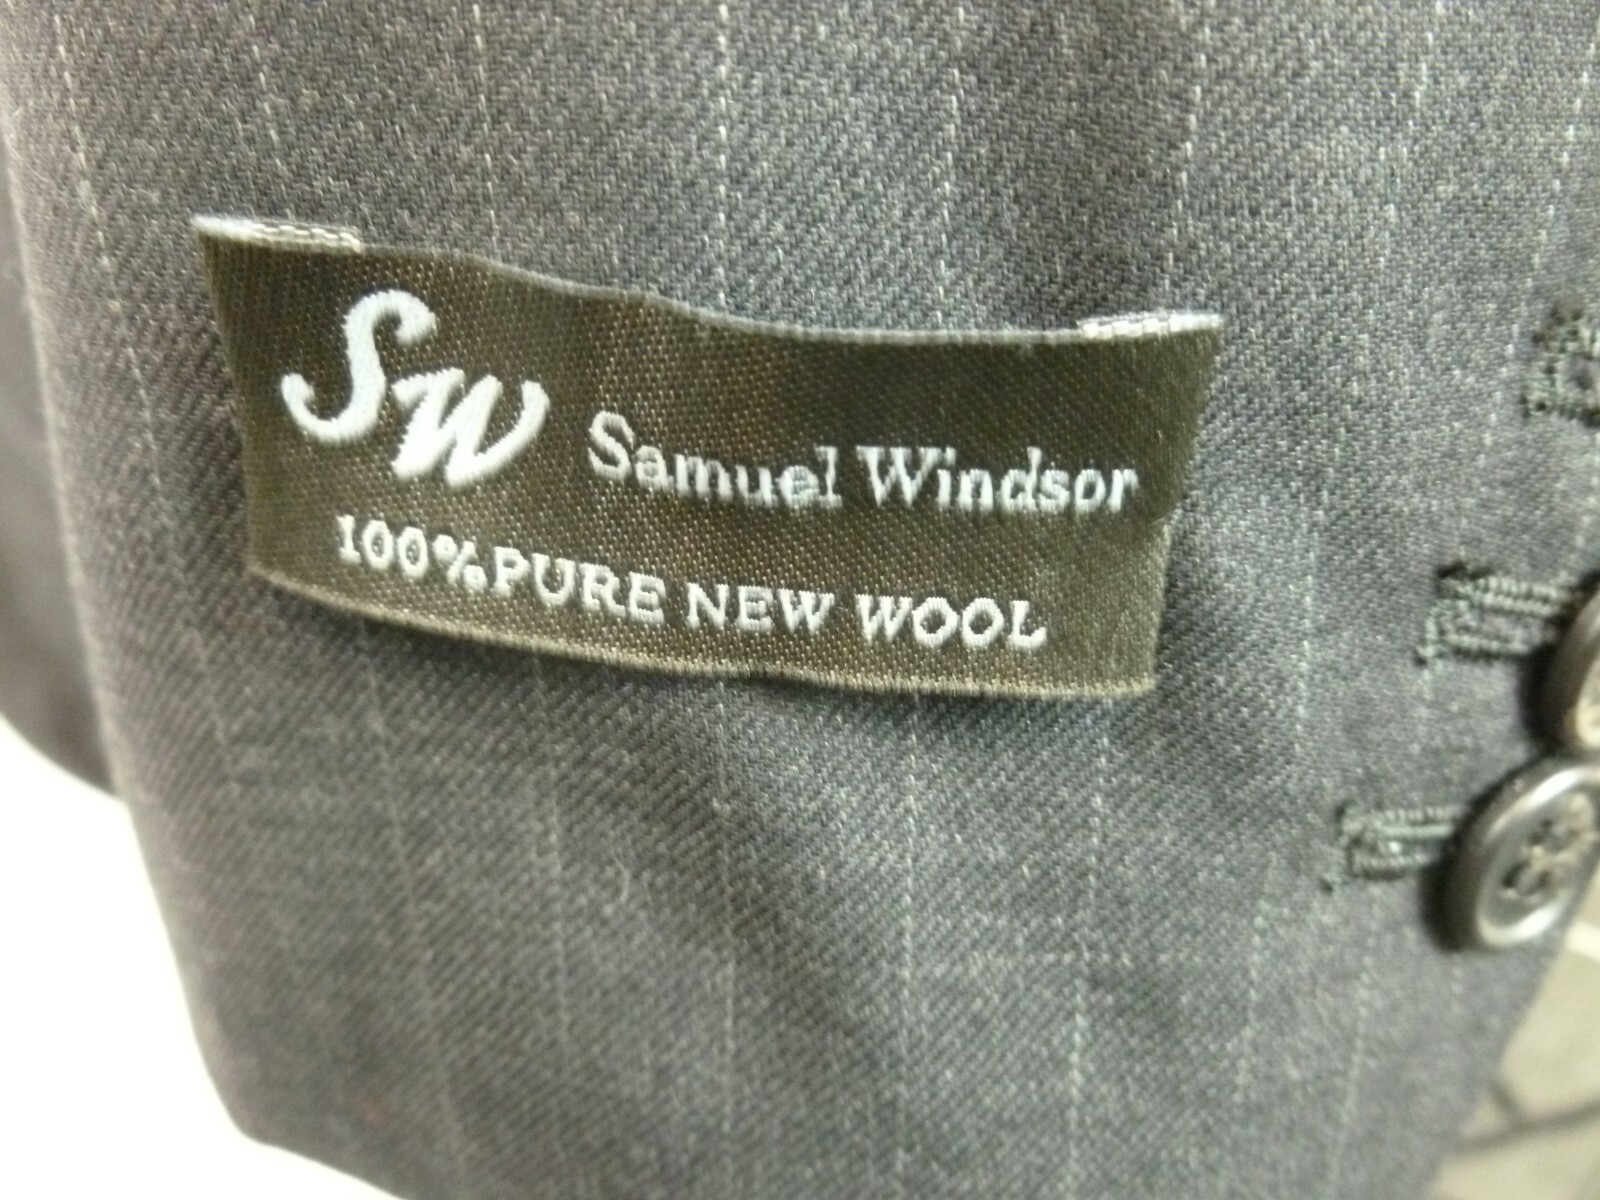 SW Samuel Windsor
100% PURE NEW WOOL